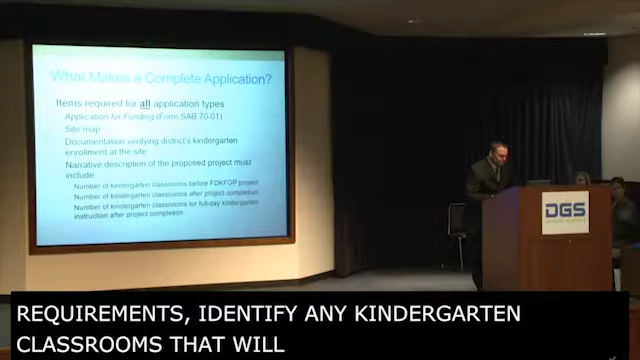 What Makes a Complete Application?
Items required for all application types
Application for Funding (Form SAB 70-01)
Site map
Documentation verifying district's kindergarten
enrollment at the site
Narrative description of the proposed project must
include
Number of kindergarten classrooms before FDKFGP project
Number of kindergarten classrooms after project completion
Number of kindergarten classrooms for full-day kindergarten
instruction after project completion
DGS
REQUIREMENTS, IDENTIFY ANY KINDERGARTEN
CLASSROOMS THAT WILL